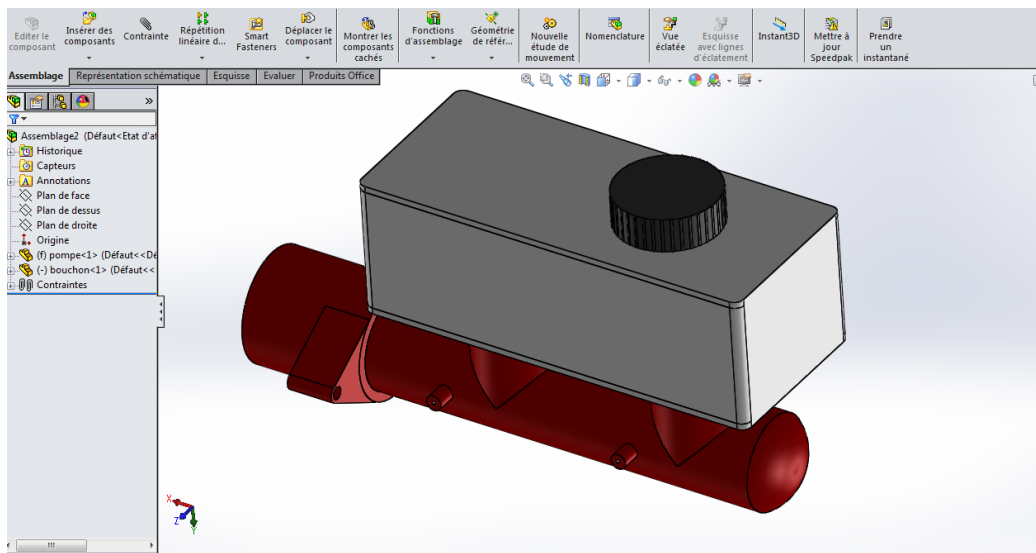 Editer le composant
Insérer des composants
Contrainte
Répétition linéaire d...
Smart Fasteners
Déplacer le composant
Montrer les composants cachés
Fonctions d'assemblage
Géométrie de référ...
Nouvelle étude de mouvement
Nomenclature
Vue éclatée
Esquisse avec lignes d'éclatement
Instant3D
Mettre à jour Speedpak
Prendre un instantané
Assemblage
Représentation schématique
Esquisse
Evaluer
Produits Office
»
Assemblage2 (Défaut<Etat d'af
Historique
Capteurs
Annotations
Plan de face
Plan de dessus
Plan de droite
Origine
(f) pompe<1> (Défaut<<Dé
(-) bouchon<1> (Défaut<<
Contraintes
X
Z
Y